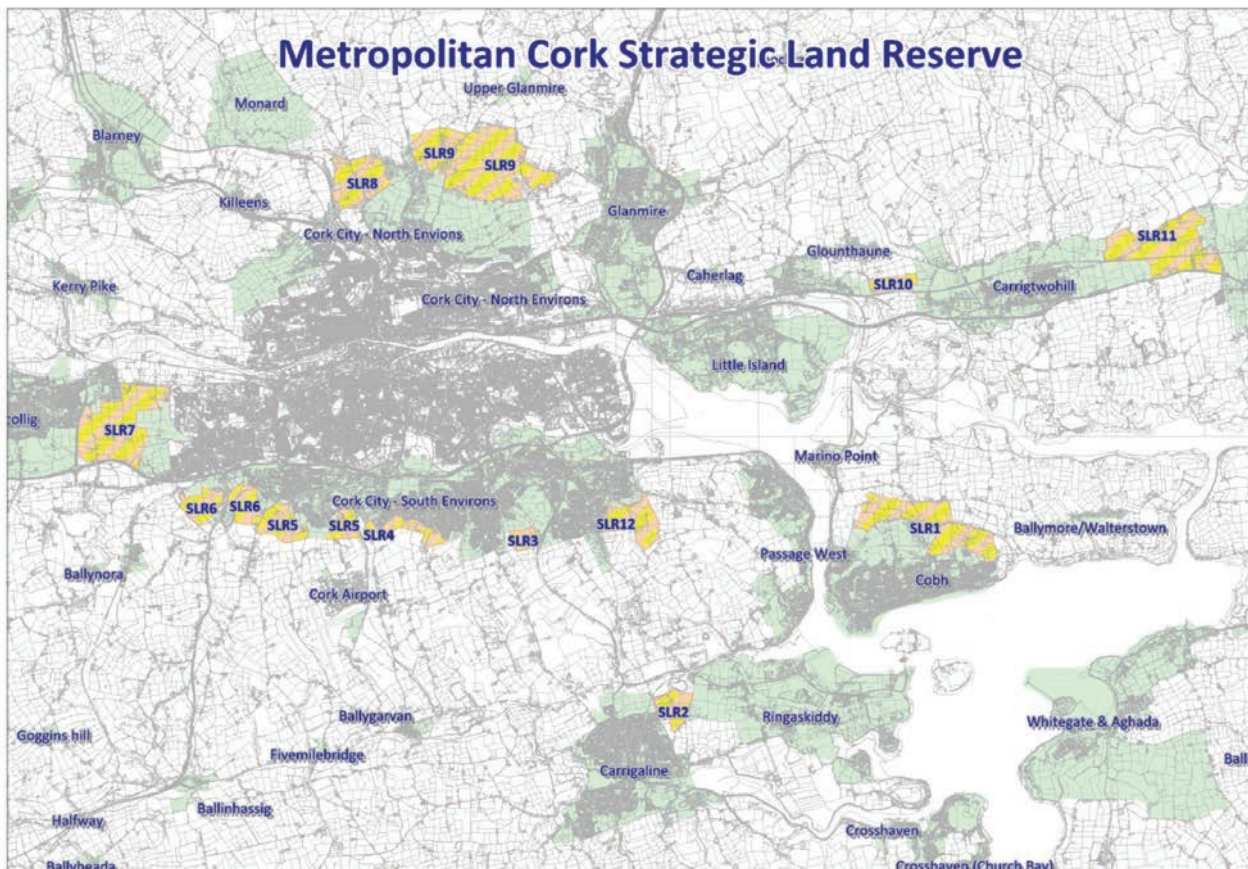 Metropolitan Cork Strategic Land Reserve
Upper Glanmire
Monard
Blarney
SLR9
SLR9
SLR8
Killeens
Glanmire
Cork City - North Envions
SLR11
Glounthaune
Caherlag
SLR10
Carrigtwohill
Kerry Pike
Cork City - North Environs
Little Island
collig
SLR7
Marino Point
Cork City - South Environs
SLR6
SLR6
SLR5
SLR5
SLR4
SLR3
SLR12
SLR1
Ballymore/Walterstown
Passage West
Ballynora
Cobh
Cork Airport
SLR2
Ballygarvan
Ringaskiddy
Whitegate & Aghada
Goggins hill
Fivemilebridge
Ball
Carrigaline
Ballinhassig
Halfway
Crosshaven
Ballyheada
Crosshaven (Church Bay)